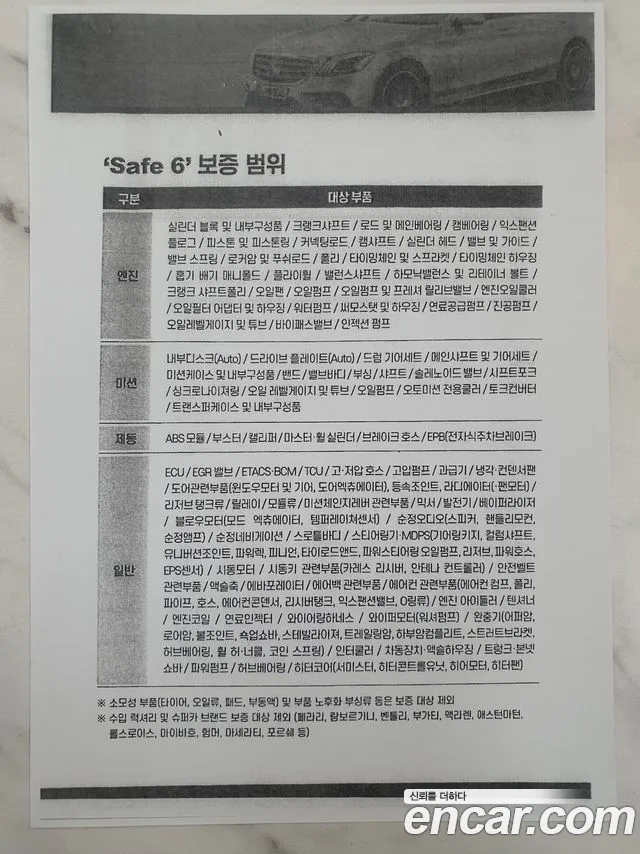 'Safe 6' 보증 범위
구분 대상 부품
엔진
실린더 블록 및 내부구성품 / 크랭크샤프트 / 로드 및 메인베어링 / 캠베어링 / 익스팬션
플로그 / 피스톤 및 피스톤링 / 커넥팅로드 / 캠샤프트 / 실린더 헤드 / 밸브 및 가이드 /
밸브 스프링 / 로커암 및 푸쉬로드 / 폴리 / 타이밍체인 및 스프라켓 / 타이밍체인 하우징
/ 흡기 배기 매니폴드 / 플라이휠 / 밸런스샤프트 / 하모닉밸런스 및 리테이너 볼트 /
크랭크 샤프트폴리 / 오일팬 / 오일펌프 / 오일펌프 및 프레셔 릴리브밸브 / 엔진오일쿨러
/ 오일필터 어댑터 및 하우징 / 워터펌프 / 써모스탯 및 하우징 / 연료공급펌프 / 진공펌프 /
오일레벨게이지 및 튜브 / 바이패스밸브 / 인젝션 펌프
미션
내부디스크(Auto) / 드라이브 플레이트(Auto) / 드럼 기어세트 / 메인샤프트 및 기어세트 /
미션케이스 및 내부구성품 / 밴드 / 밸브바디 / 부싱 / 샤프트 / 솔레노이드 밸브 / 시프트포크
/ 싱크로나이저링 / 오일 레벨게이지 및 튜브 / 오일펌프 / 오토미션 전용쿨러 / 토크컨버터
/ 트랜스퍼케이스 및 내부구성품
제동 ABS 모듈 / 부스터 / 캘리퍼 / 마스터·휠 실린더 / 브레이크 호스 / EPB(전자식주차브레이크)
일반
ECU / EGR 밸브 / ETACS·BCM / TCU / 고·저압 호스 / 고압펌프 / 과급기 / 냉각·컨덴서팬
/ 도어관련부품(윈도우모터 및 기어, 도어엑츄에이터), 등속조인트, 라디에이터(·팬모터) /
리저브 탱크류 / 릴레이 / 모듈류 / 미션체인지레버 관련부품 / 믹서 / 발전기 / 베이퍼라이저
/ 블로우모터(모드 엑츄에이터, 템퍼레이쳐센서) / 순정오디오(스피커, 핸들리모컨,
순정앰프) / 순정네비게이션 / 스로틀바디 / 스티어링기·MDPS(기어링키지, 컬럼샤프트,
유니버션조인트, 파워렉, 피니언, 타이로드앤드, 파워스티어링 오일펌프, 리저브, 파워호스,
EPS센서) / 시동모터 / 시동키 관련부품(카레스 리시버, 안테나 컨트롤러) / 안전벨트
관련부품 / 액슬축 / 에바포레이터 / 에어백 관련부품 / 에어컨 관련부품(에어컨 컴프, 폴리,
파이프, 호스, 에어컨콘덴서, 리시버탱크, 익스팬션밸브, O링류) / 엔진 아이들러 / 텐셔너
/ 엔진코일 / 연료인젝터 / 와이어링하네스 / 와이퍼모터(워셔펌프) / 완충기(어퍼암,
로어암, 볼조인트, 쇽업쇼바, 스테빌라이져, 트레일링암, 하부암컴플리트, 스트러트브라켓,
허브베어링, 휠 허·너클, 코인 스프링) / 인터쿨러 / 차동장치·액슬하우징 / 트렁크·본넷
쇼바 / 파워펌프 / 허브베어링 / 히터코어(서미스터, 히터콘트롤유닛, 히어모터, 히터팬)
※ 소모성 부품(타이어, 오일류, 패드, 부동액) 및 부품 노후화 부싱류 등은 보증 대상 제외
※ 수입 럭셔리 및 슈퍼카 브랜드 보증 대상 제외 (페라리, 람보르기니, 벤틀리, 부가티, 맥리렌, 애스턴마틴,
롤스로이스, 마이바흐, 험머, 마세라티, 포르쉐 등)
신뢰를 더하다
encar.com